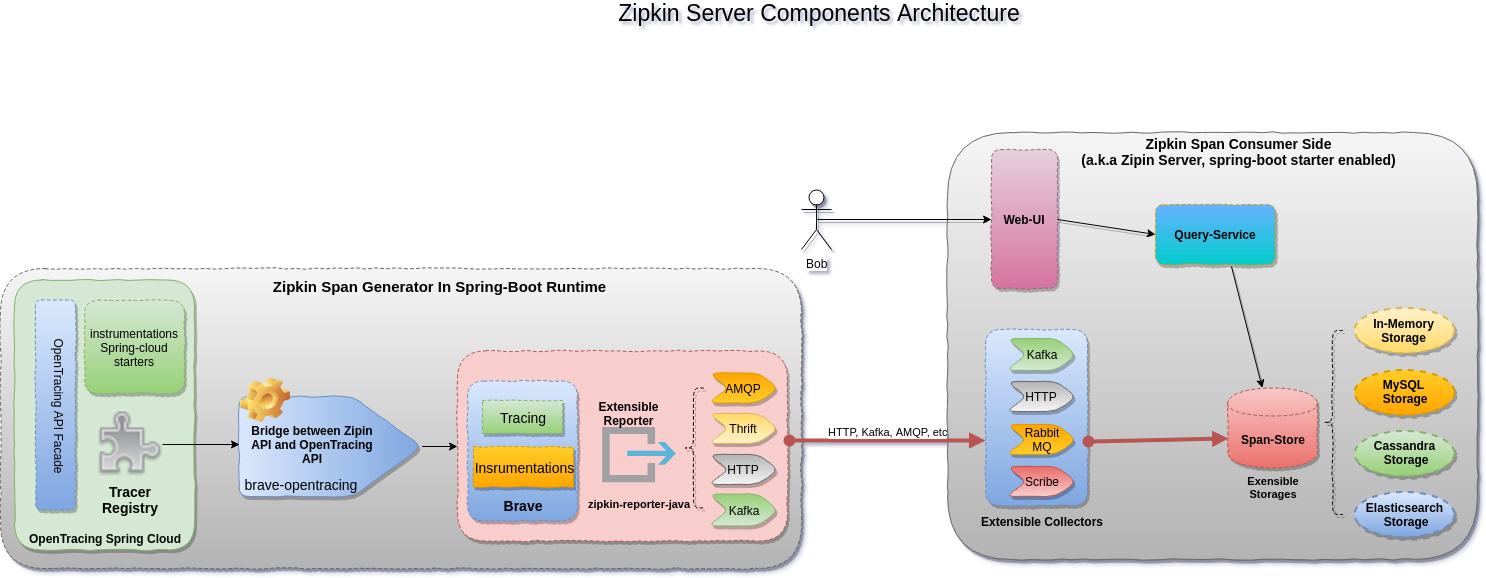 Zipkin Server Components Architecture
Zipkin Span Generator In Spring-Boot Runtime
OpenTracing API Facade
instrumentations
Spring-cloud
starters
Tracer
Registry
OpenTracing Spring Cloud
Bridge between Zipin
API and OpenTracing
API
brave-opentracing
Tracing
Insrumentations
Brave
Extensible
Reporter
zipkin-reporter-java
AMQP
Thrift
HTTP
Kafka
HTTP, Kafka, AMQP, etc
Bob
Zipkin Span Consumer Side
(a.k.a Zipin Server, spring-boot starter enabled)
Web-UI
Query-Service
Kafka
HTTP
Rabbit
MQ
Scribe
Extensible Collectors
Span-Store
Exensible
Storages
In-Memory
Storage
MySQL
Storage
Cassandra
Storage
Elasticsearch
Storage